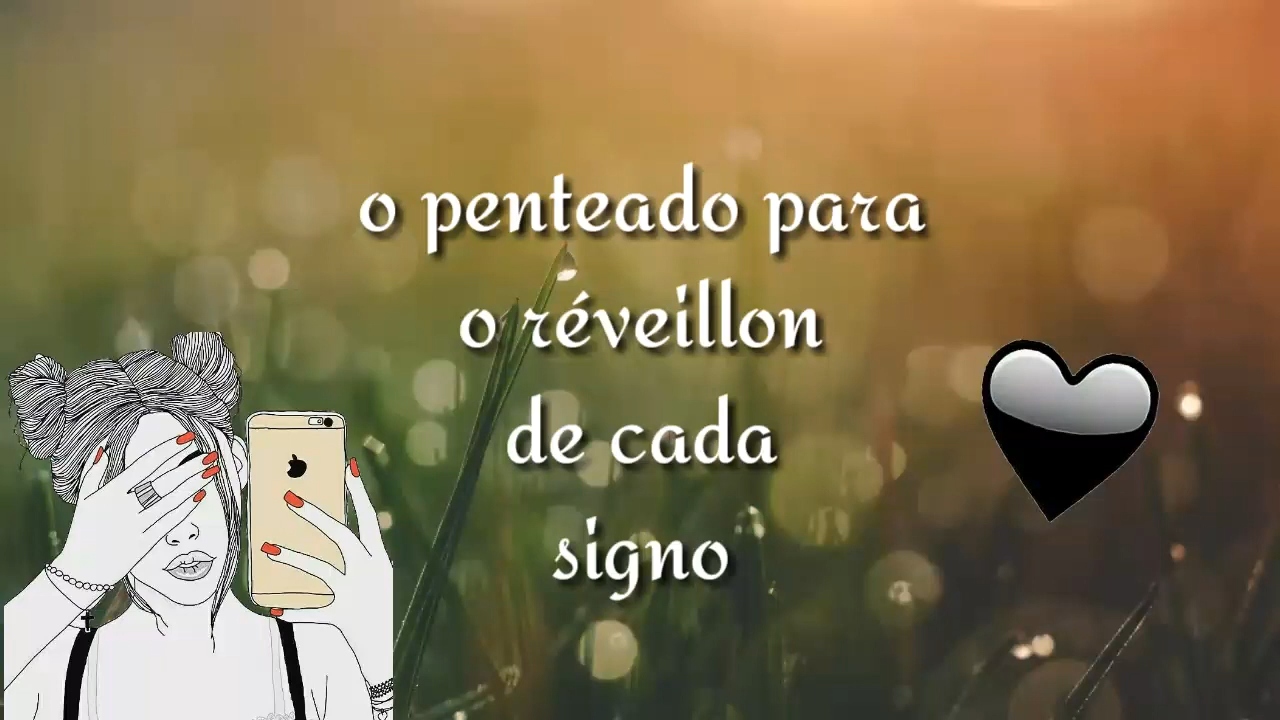 o penteado para
o réveillon
de cada
signo